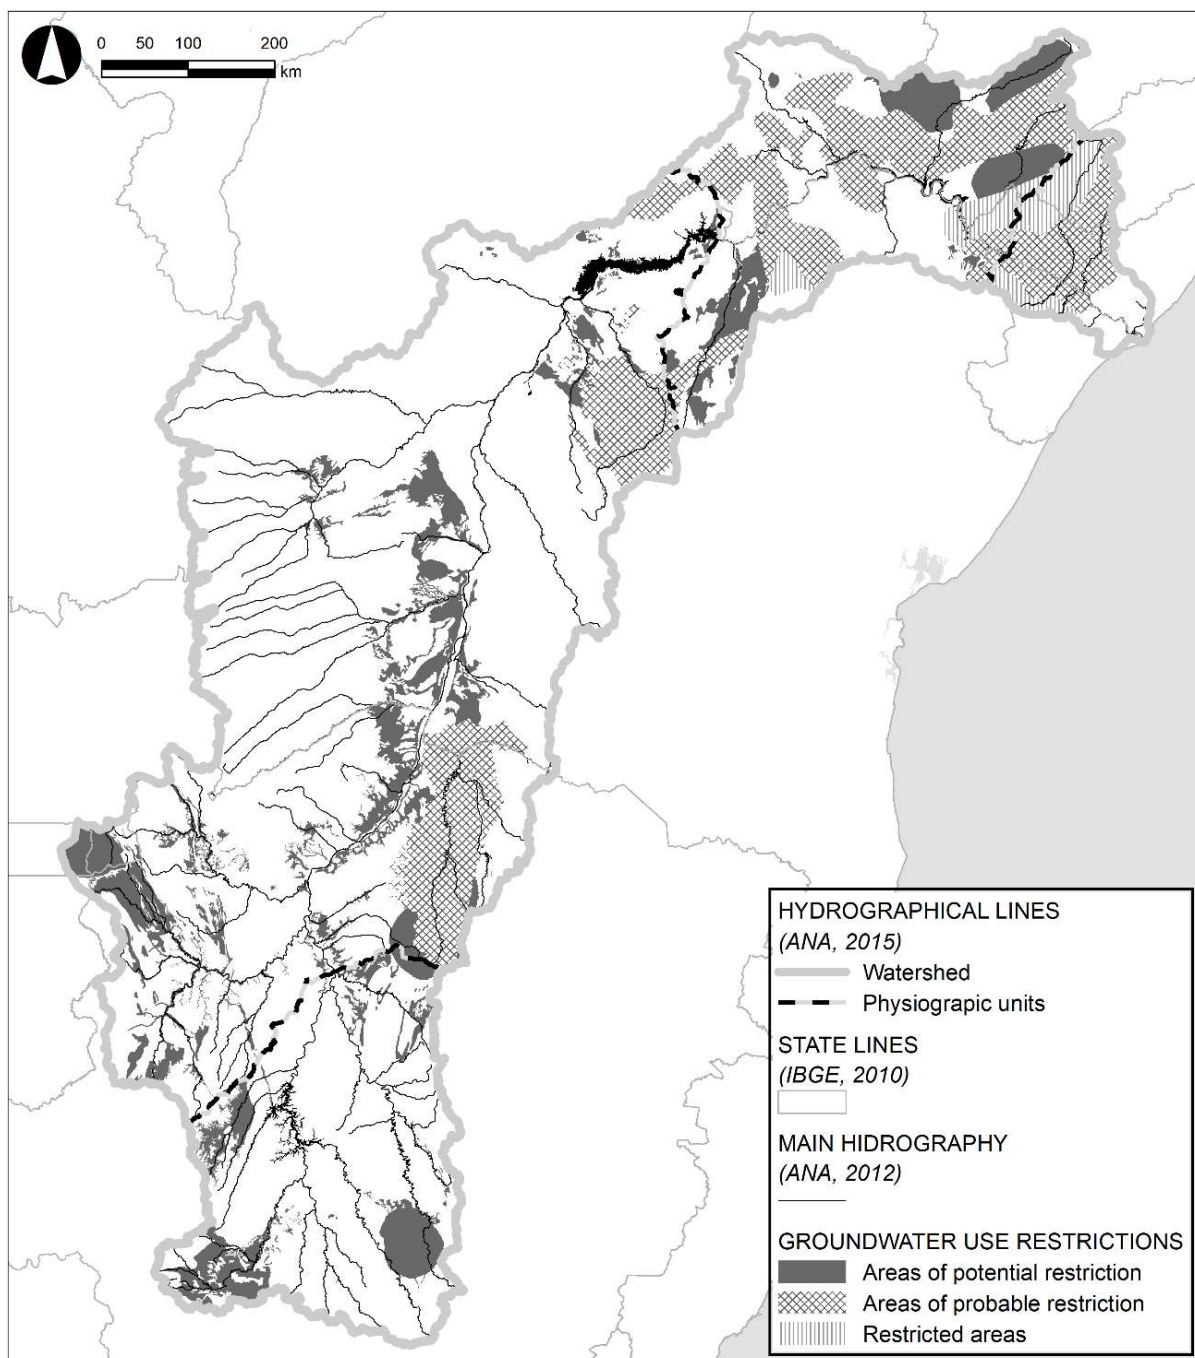 0 50 100 200
km
HYDROGRAPHICAL LINES
(ANA, 2015)
Watershed
Physiograpic units
STATE LINES
(IBGE, 2010)
MAIN HIDROGRAPHY
(ANA, 2012)
GROUNDWATER USE RESTRICTIONS
Areas of potential restriction
Areas of probable restriction
Restricted areas